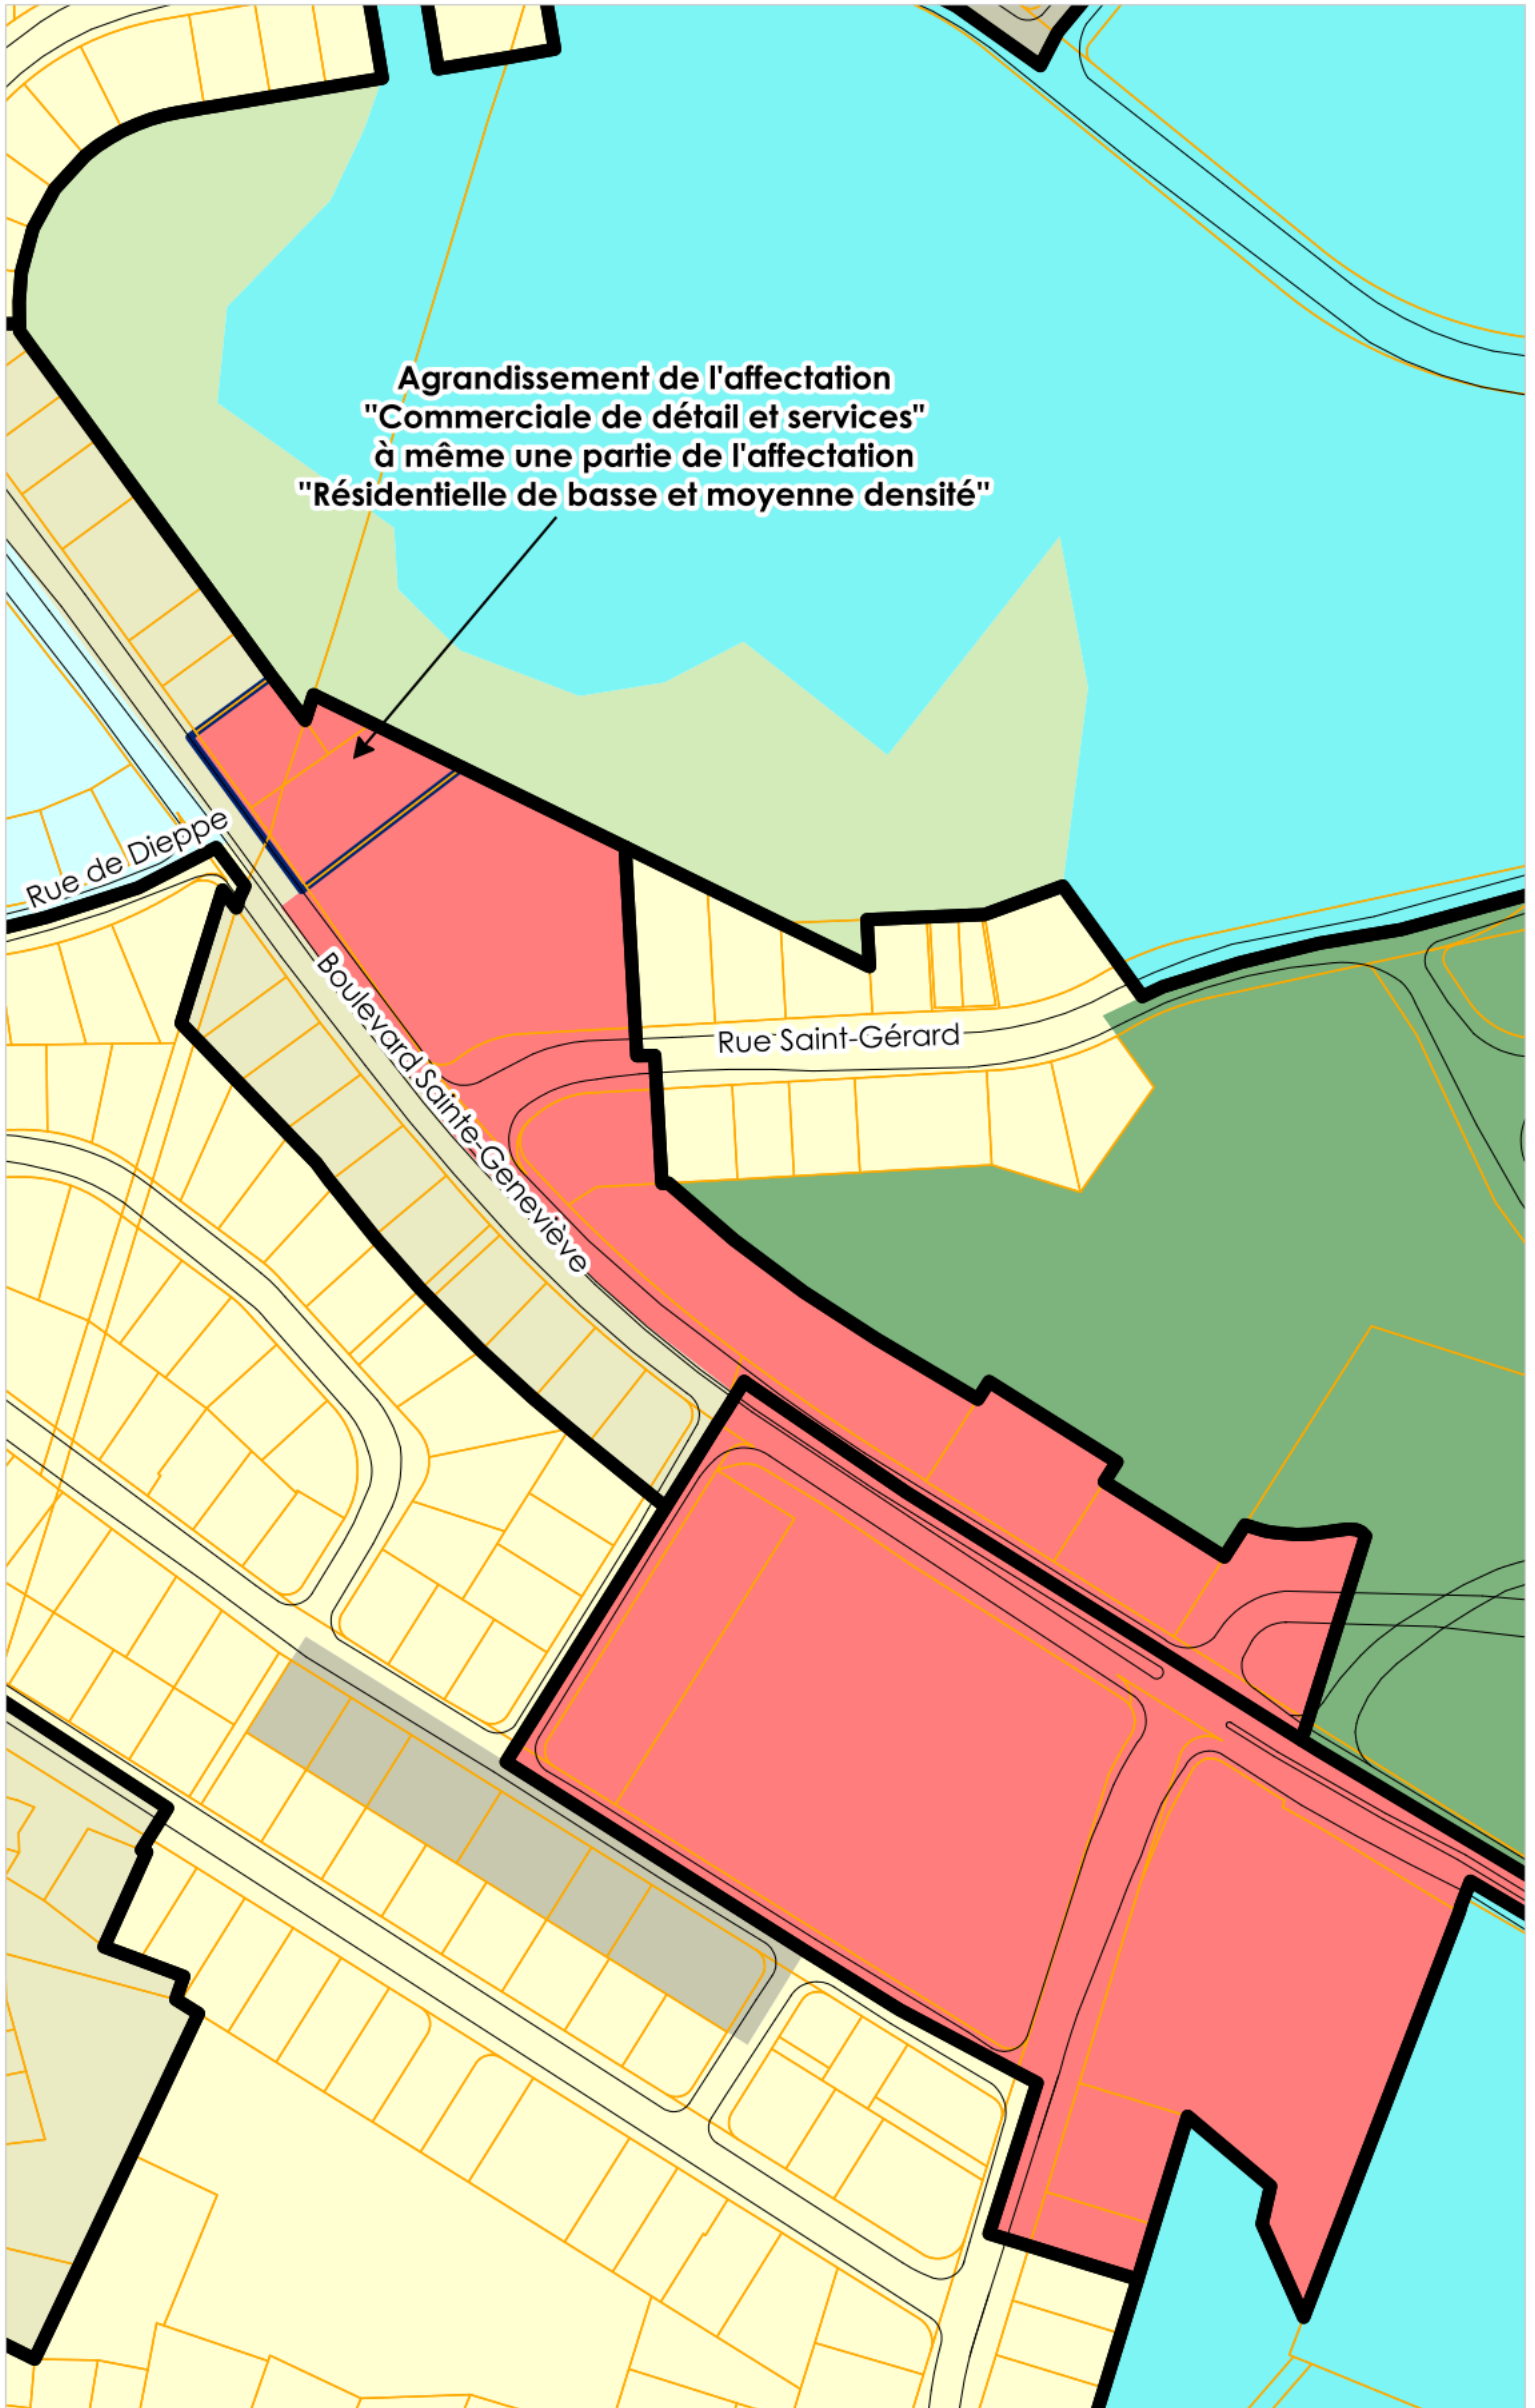 Agrandissement de l'affectation
"Commerciale de détail et services"
à même une partie de l'affectation
"Résidentielle de basse et moyenne densité"
Rue de Dieppe
Boulevard Sainte-Geneviève
Rue Saint-Gérard